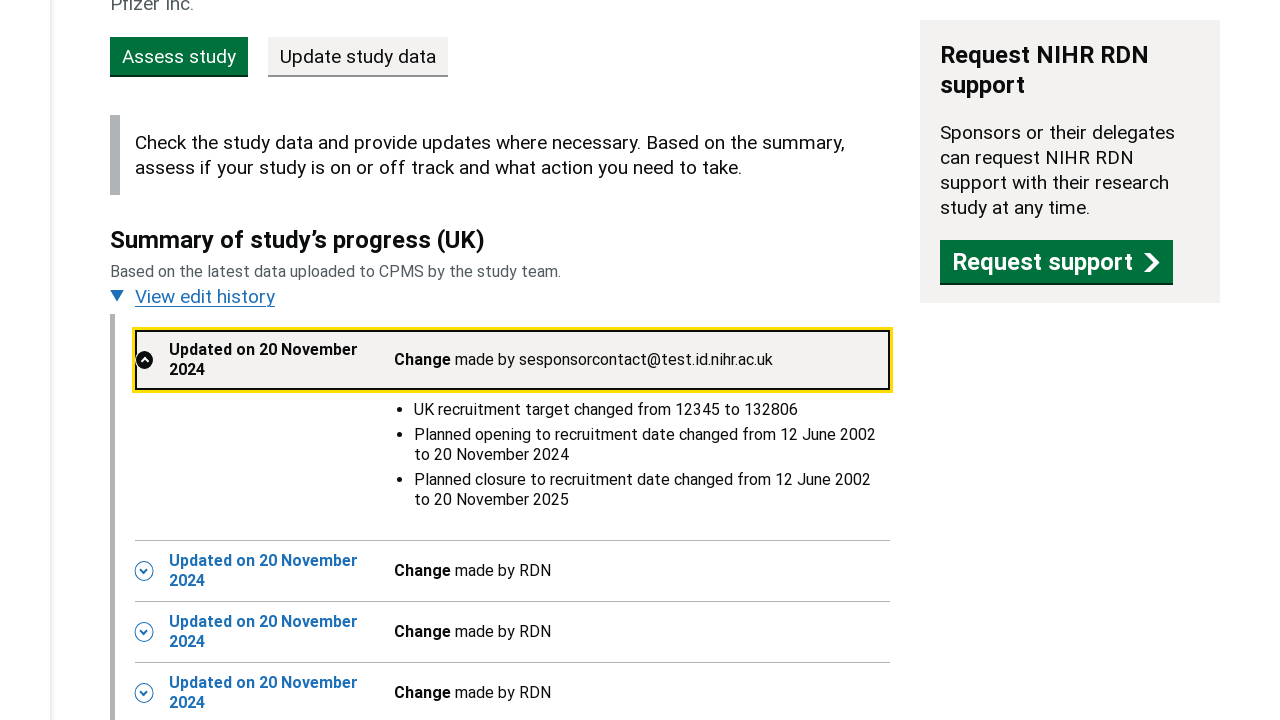 Pfizer Inc.
Assess study
Update study data
Check the study data and provide updates where necessary. Based on the summary,
assess if your study is on or off track and what action you need to take.
Summary of study’s progress (UK)
Based on the latest data uploaded to CPMS by the study team.
View edit history
Updated on 20 November
2024
Change made by sesponsorcontact@test.id.nihr.ac.uk
• UK recruitment target changed from 12345 to 132806
• Planned opening to recruitment date changed from 12 June 2002
to 20 November 2024
• Planned closure to recruitment date changed from 12 June 2002
to 20 November 2025
Updated on 20 November
2024
Change made by RDN
Updated on 20 November
2024
Change made by RDN
Updated on 20 November
2024
Change made by RDN
Request NIHR RDN
support
Sponsors or their delegates
can request NIHR RDN
support with their research
study at any time.
Request support